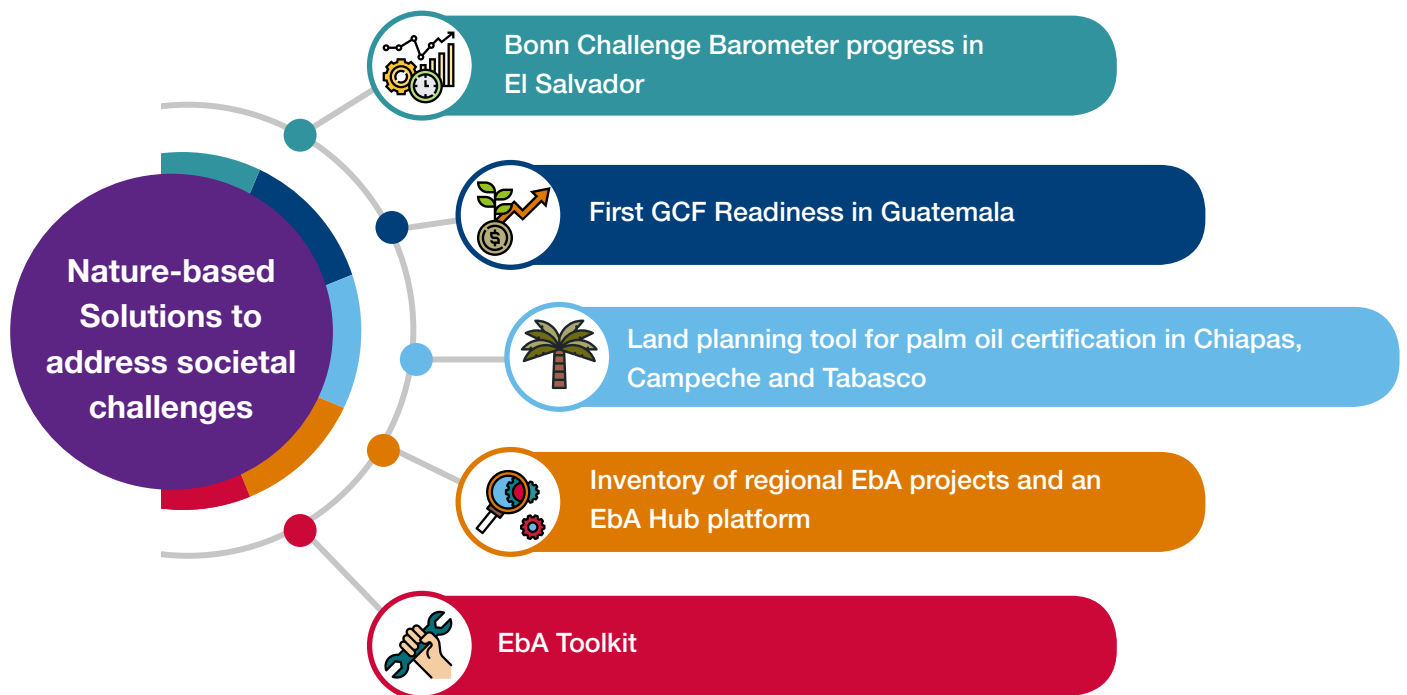 Nature-based
Solutions to
address societal
challenges
Bonn Challenge Barometer progress in
El Salvador
First GCF Readiness in Guatemala
Land planning tool for palm oil certification in Chiapas,
Campeche and Tabasco
Inventory of regional EbA projects and an
EbA Hub platform
EbA Toolkit